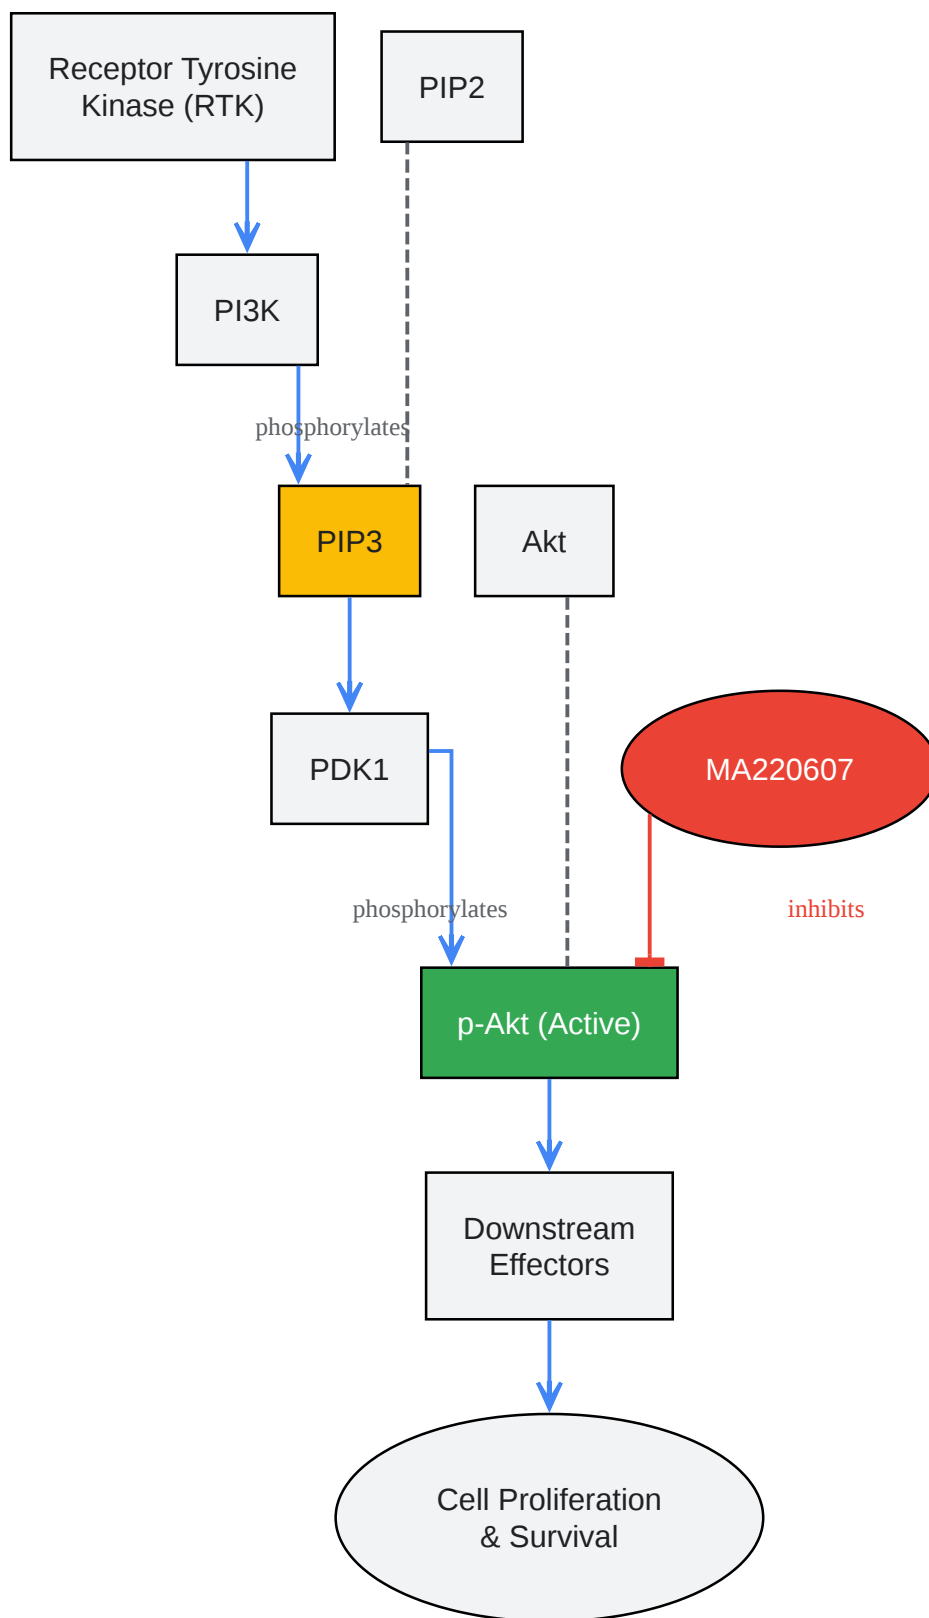 Receptor Tyrosine
Kinase (RTK)
PIP2
PI3K
phosphorylates
PIP3
Akt
PDK1
MA220607
phosphorylates
inhibits
p-Akt (Active)
Downstream
Effectors
Cell Proliferation
& Survival